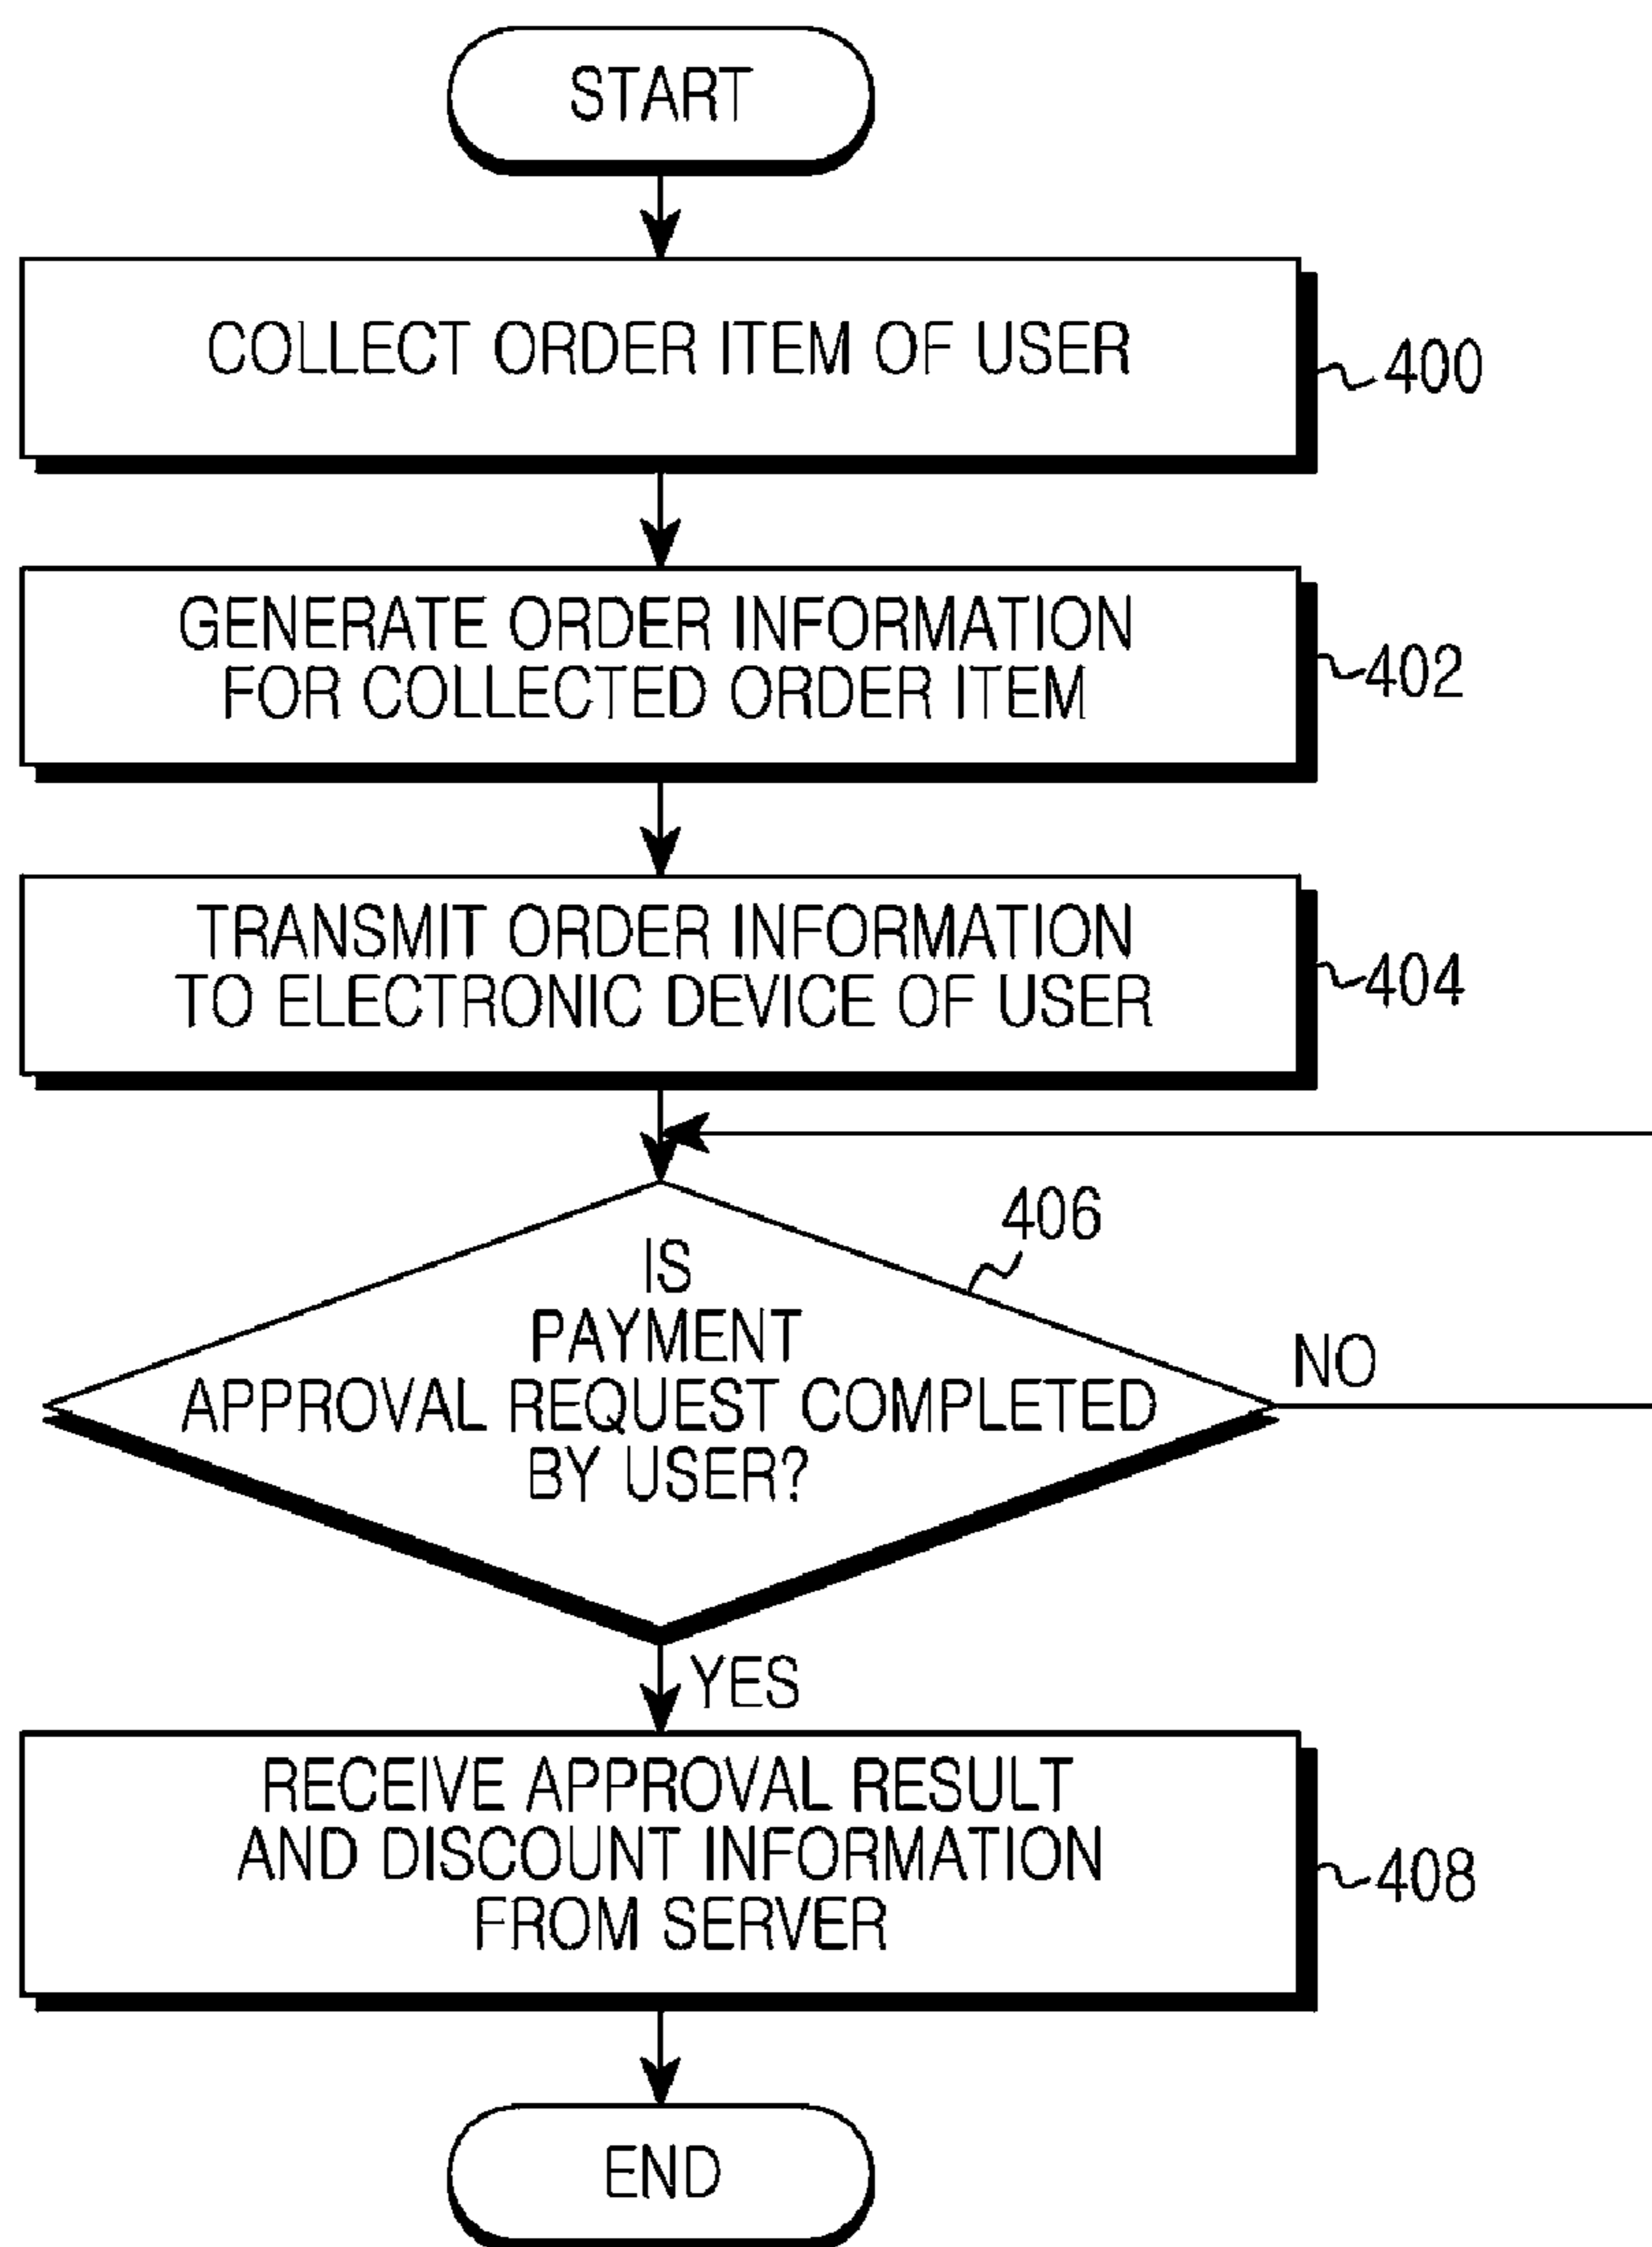 START
COLLECT ORDER ITEM OF USER
400
GENERATE ORDER INFORMATION
FOR COLLECTED ORDER ITEM
402
TRANSMIT ORDER INFORMATION
TO ELECTRONIC DEVICE OF USER
404
406
IS
PAYMENT
APPROVAL REQUEST COMPLETED
BY USER?
NO
YES
RECEIVE APPROVAL RESULT
AND DISCOUNT INFORMATION
FROM SERVER
408
END